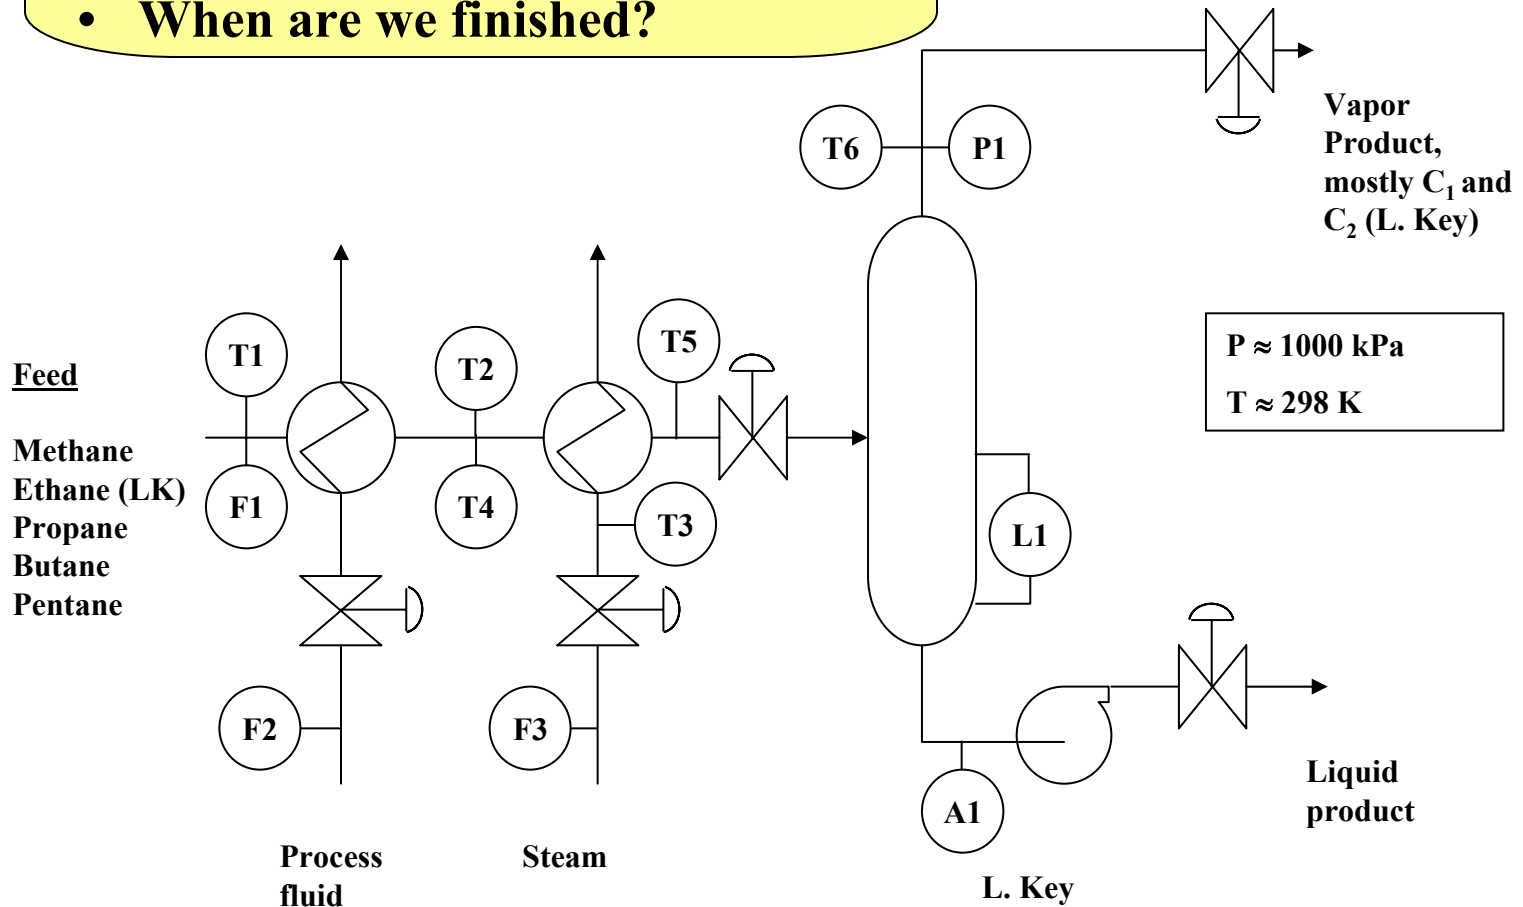 • When are we finished?
T6
P1
Vapor
Product,
mostly C₁ and
C₂ (L. Key)
T1
T2
T5
P ≈ 1000 kPa
T ≈ 298 K
Feed
Methane
Ethane (LK)
Propane
Butane
Pentane
F1
T4
T3
L1
F2
F3
A1
Liquid
product
Process
fluid
Steam
L. Key